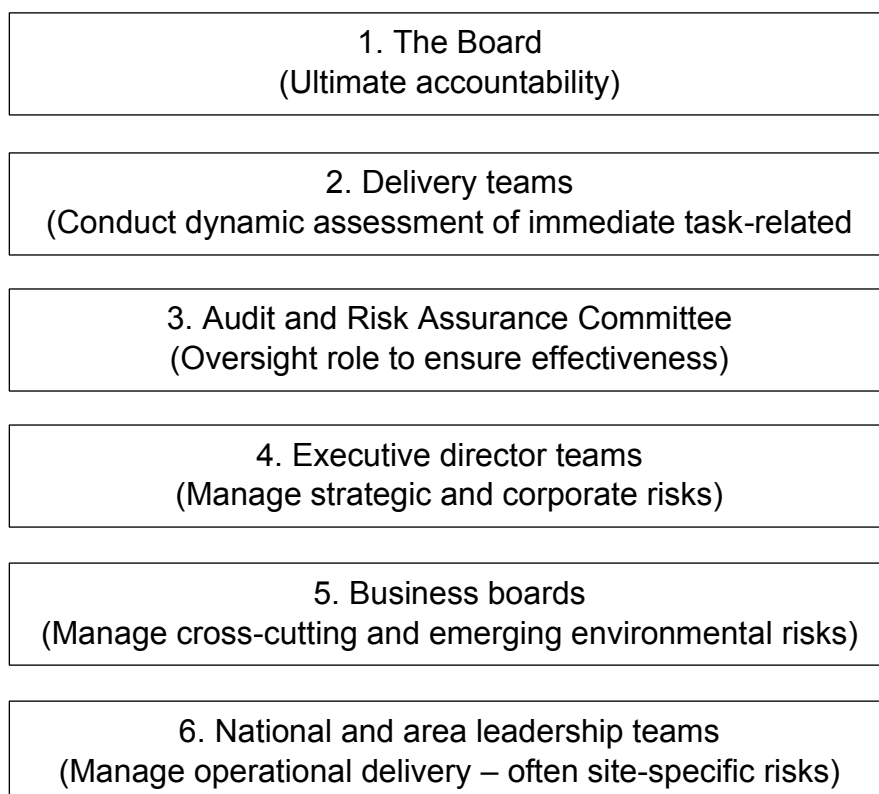 1. The Board
(Ultimate accountability)
2. Delivery teams
(Conduct dynamic assessment of immediate task-related
3. Audit and Risk Assurance Committee
(Oversight role to ensure effectiveness)
4. Executive director teams
(Manage strategic and corporate risks)
5. Business boards
(Manage cross-cutting and emerging environmental risks)
6. National and area leadership teams
(Manage operational delivery – often site-specific risks)